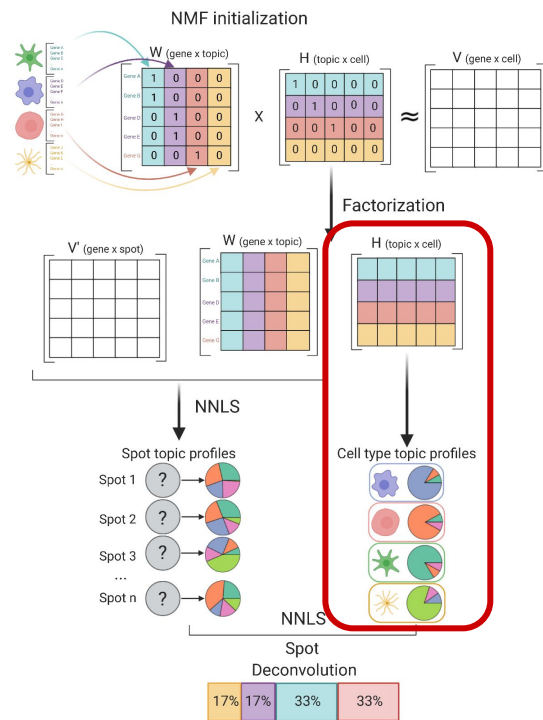 NMF initialization
W (gene x topic)
H (topic x cell)
V (gene x cell)
Gene A
Gene B
Gene D
Gene E
Gene G
1 0 0 0
1 0 0 0
0 1 0 0
0 1 0 0
0 0 1 0
X
1 0 0 0 0
0 1 0 0 0
0 0 1 0 0
0 0 0 0 0
≈
Factorization
V' (gene x spot)
W (gene x topic)
H (topic x cell)
Gene A
Gene B
Gene D
Gene E
Gene G
NNLS
Spot topic profiles
Cell type topic profiles
Spot 1
?
Spot 2
?
Spot 3
?
...
Spot n
?
NNLS
Spot
Deconvolution
17% 17% 33% 33%